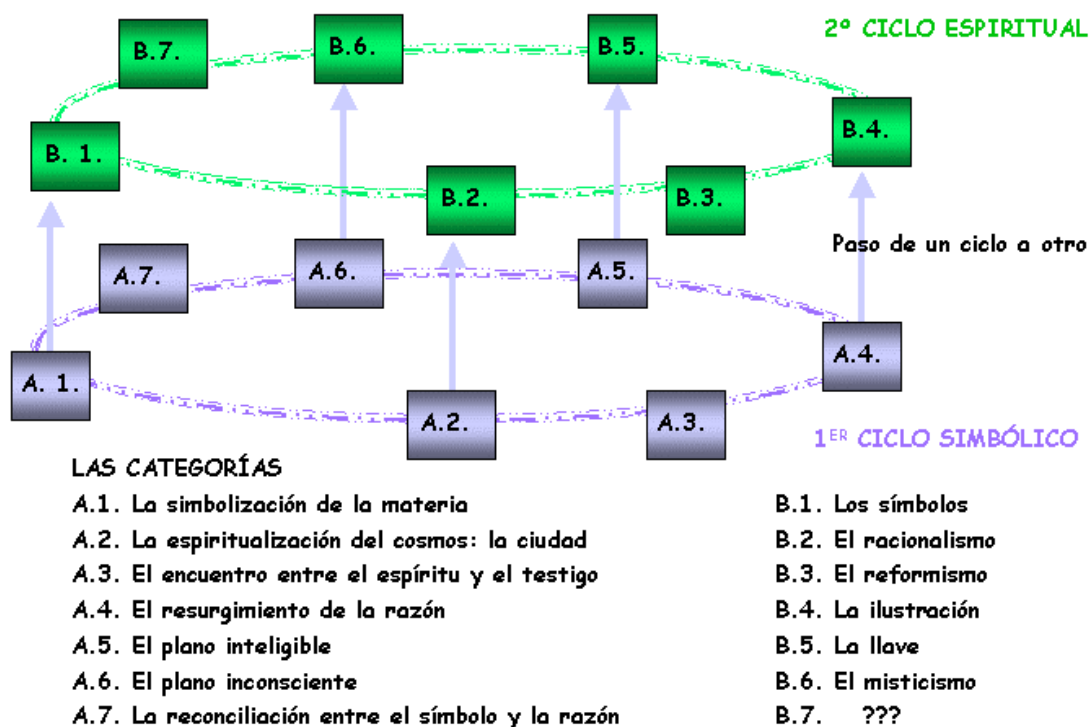 2º CICLO ESPIRITUAL
B.7.
B.6.
B.5.
B.4.
B. 1.
B.2.
B.3.
Paso de un ciclo a otro
A.7.
A.6.
A.5.
A.4.
A. 1.
A.2.
A.3.
1ER CICLO SIMBÓLICO
LAS CATEGORÍAS
A.1. La simbolización de la materia
A.2. La espiritualización del cosmos: la ciudad
A.3. El encuentro entre el espíritu y el testigo
A.4. El resurgimiento de la razón
A.5. El plano inteligible
A.6. El plano inconsciente
A.7. La reconciliación entre el símbolo y la razón
B.1. Los símbolos
B.2. El racionalismo
B.3. El reformismo
B.4. La ilustración
B.5. La llave
B.6. El misticismo
B.7. ???